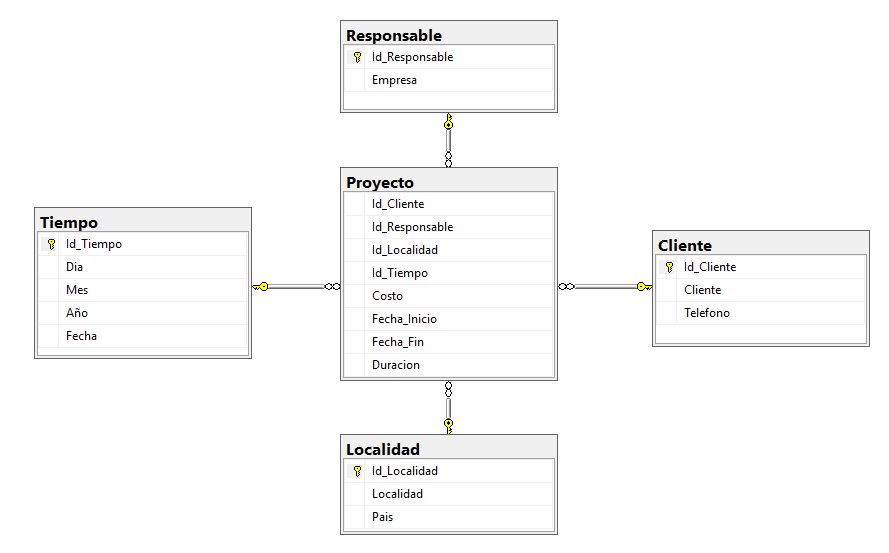 Responsable
Id_Responsable
Empresa
Proyecto
Id_Cliente
Id_Responsable
Id_Localidad
Id_Tiempo
Costo
Fecha_Inicio
Fecha_Fin
Duracion
Tiempo
Id_Tiempo
Dia
Mes
Año
Fecha
Cliente
Id_Cliente
Cliente
Telefono
Localidad
Id_Localidad
Localidad
Pais